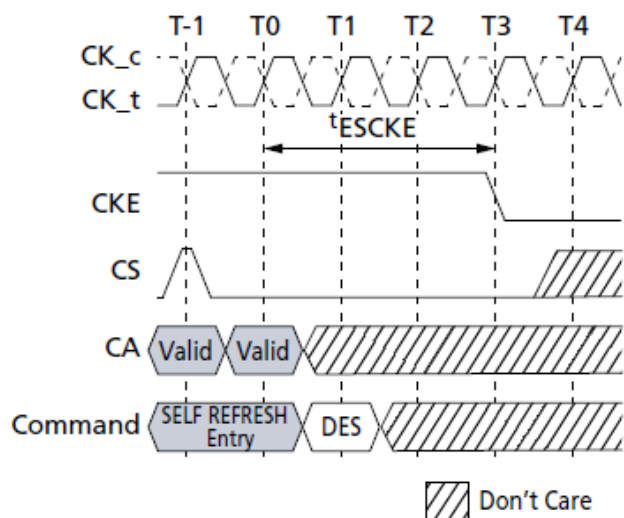 T-1 T0 T1 T2 T3 T4
CK_c
CK_t
tESCKE
CKE
CS
CA Valid Valid
Command SELF REFRESH Entry DES
Don't Care